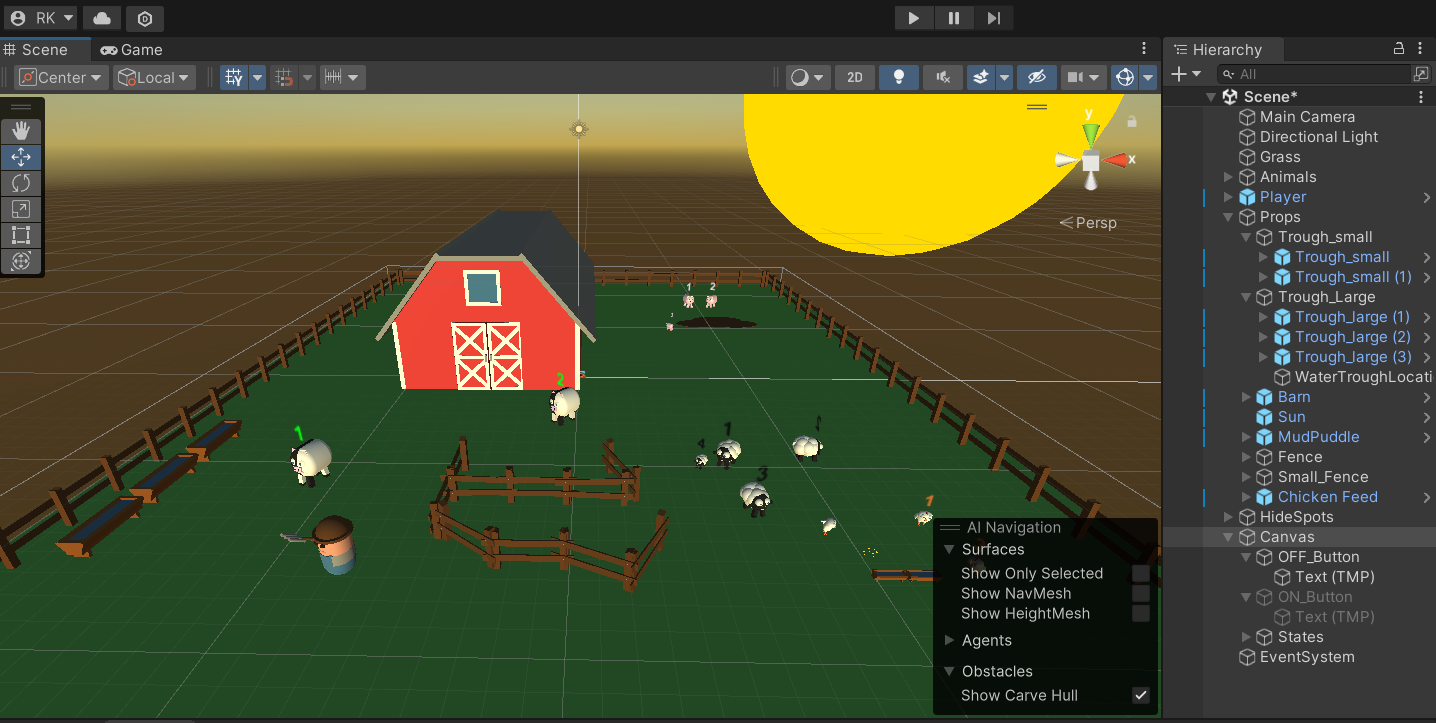 RK
Scene
Game
Hierarchy
Center
Local
2D
All
Scene*
Main Camera
Directional Light
Grass
Animals
Player
Props
Trough_small
Trough_small
Trough_small (1)
Trough_Large
Trough_large (1)
Trough_large (2)
Trough_large (3)
WaterTroughLocati
Barn
Sun
MudPuddle
Fence
Small_Fence
Chicken Feed
HideSpots
Canvas
OFF_Button
Text (TMP)
ON_Button
Text (TMP)
States
EventSystem
y
x
Persp
1 2
2
1
1
4
3
1
AI Navigation
Surfaces
Show Only Selected
Show NavMesh
Show HeightMesh
Agents
Obstacles
Show Carve Hull